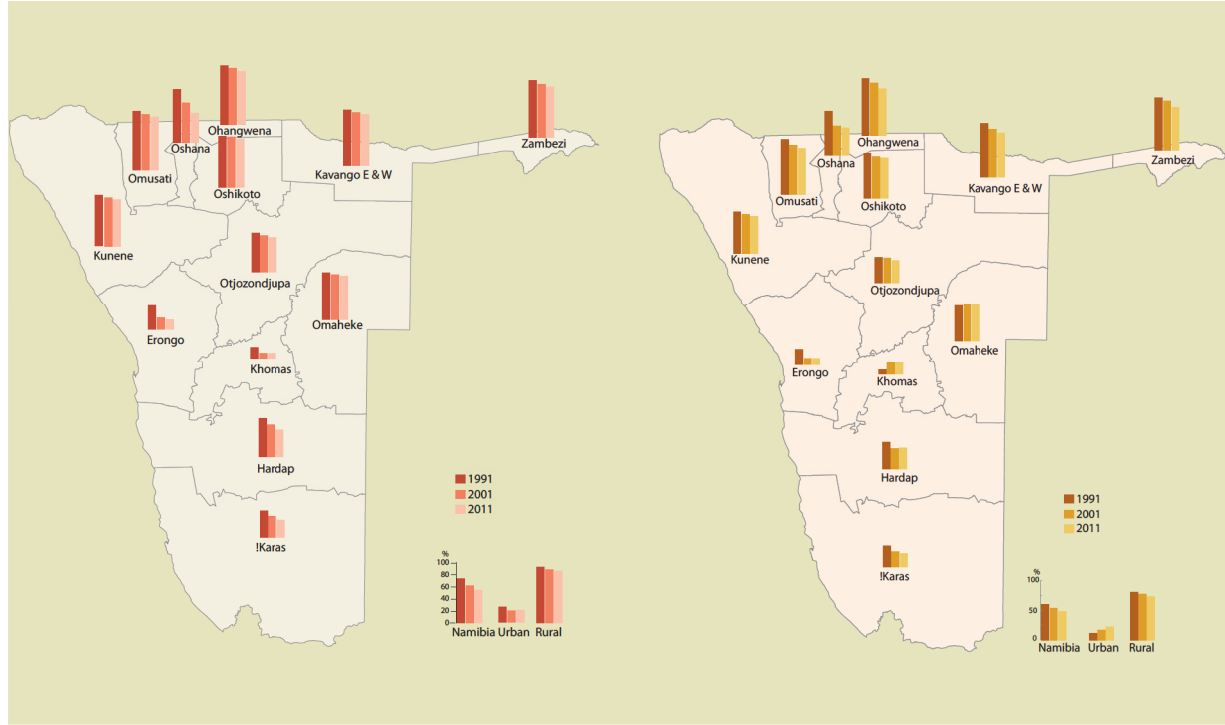 Ohangwena
Oshana
Zambezi
Omusati
Kavango E & W
Oshikoto
Kunene
Otjozondjupa
Omaheke
Erongo
Khomas
Hardap
!Karas
1991
2001
2011
%
100
80
60
40
20
0
Namibia Urban Rural
Ohangwena
Oshana
Zambezi
Kavango E & W
Omusati
Oshikoto
Kunene
Otjozondjupa
Omaheke
Erongo
Khomas
Hardap
!Karas
1991
2001
2011
%
100
50
0
Namibia Urban Rural